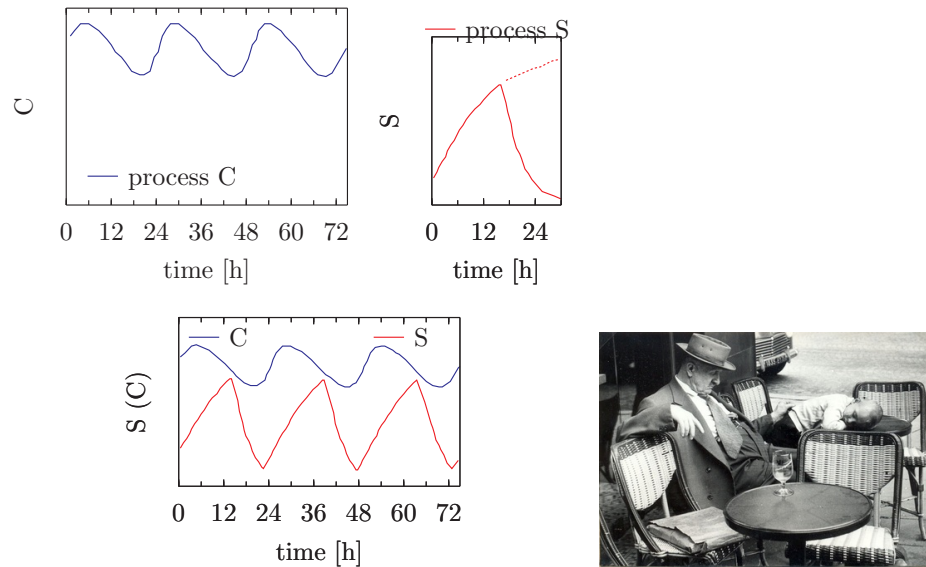 C
process C
0 12 24 36 48 60 72
time [h]
process S
S
0 12 24
time [h]
C S
S (C)
0 12 24 36 48 60 72
time [h]